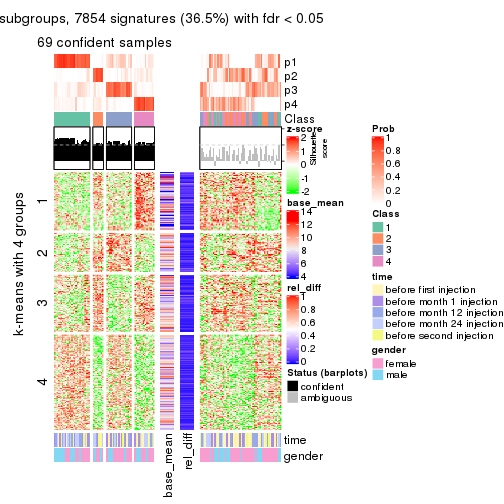 subgroups, 7854 signatures (36.5%) with fdr < 0.05
69 confident samples
p1
p2
p3
p4
Class
Silhouette
score
k-means with 4 groups
1
2
3
4
time
gender
base_mean
rel_diff
z-score
2
1
0
-1
-2
base_mean
14
12
10
8
6
4
rel_diff
1
0.8
0.6
0.4
0.2
0
Status (barplots)
confident
ambiguous
Prob
1
0.8
0.6
0.4
0.2
0
Class
1
2
3
4
time
before first injection
before month 1 injection
before month 12 injection
before month 24 injection
before second injection
gender
female
male